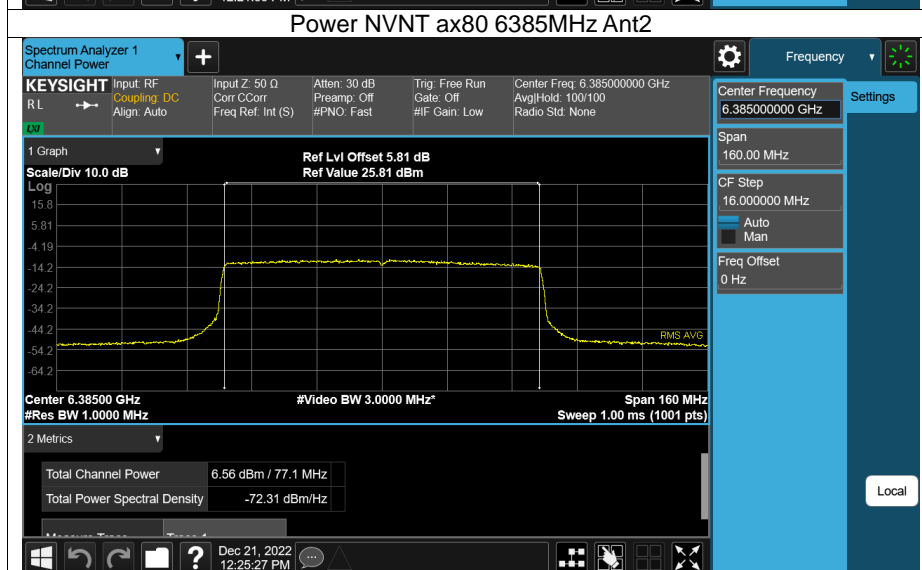 Power NVNT ax80 6385MHz Ant2
Spectrum Analyzer 1
Channel Power
+
Frequency
KEYSIGHT
RL
LXI
Input: RF
Coupling: DC
Align: Auto
Input Z: 50 Ω
Corr CCorr
Freq Ref: Int (S)
Atten: 30 dB
Preamp: Off
#PNO: Fast
Trig: Free Run
Gate: Off
#IF Gain: Low
Center Freq: 6.385000000 GHz
Avg|Hold: 100/100
Radio Std: None
Center Frequency
6.385000000 GHz
Settings
Span
160.00 MHz
CF Step
16.000000 MHz
Auto
Man
Freq Offset
0 Hz
1 Graph
Scale/Div 10.0 dB
Ref Lvl Offset 5.81 dB
Ref Value 25.81 dBm
Log
15.8
5.81
-4.19
-14.2
-24.2
-34.2
-44.2
-54.2
-64.2
RMS AVG
Center 6.38500 GHz
#Video BW 3.0000 MHz*
Span 160 MHz
#Res BW 1.0000 MHz
Sweep 1.00 ms (1001 pts)
2 Metrics
Total Channel Power 6.56 dBm / 77.1 MHz
Total Power Spectral Density -72.31 dBm/Hz
Local
?
Dec 21, 2022
12:25:27 PM